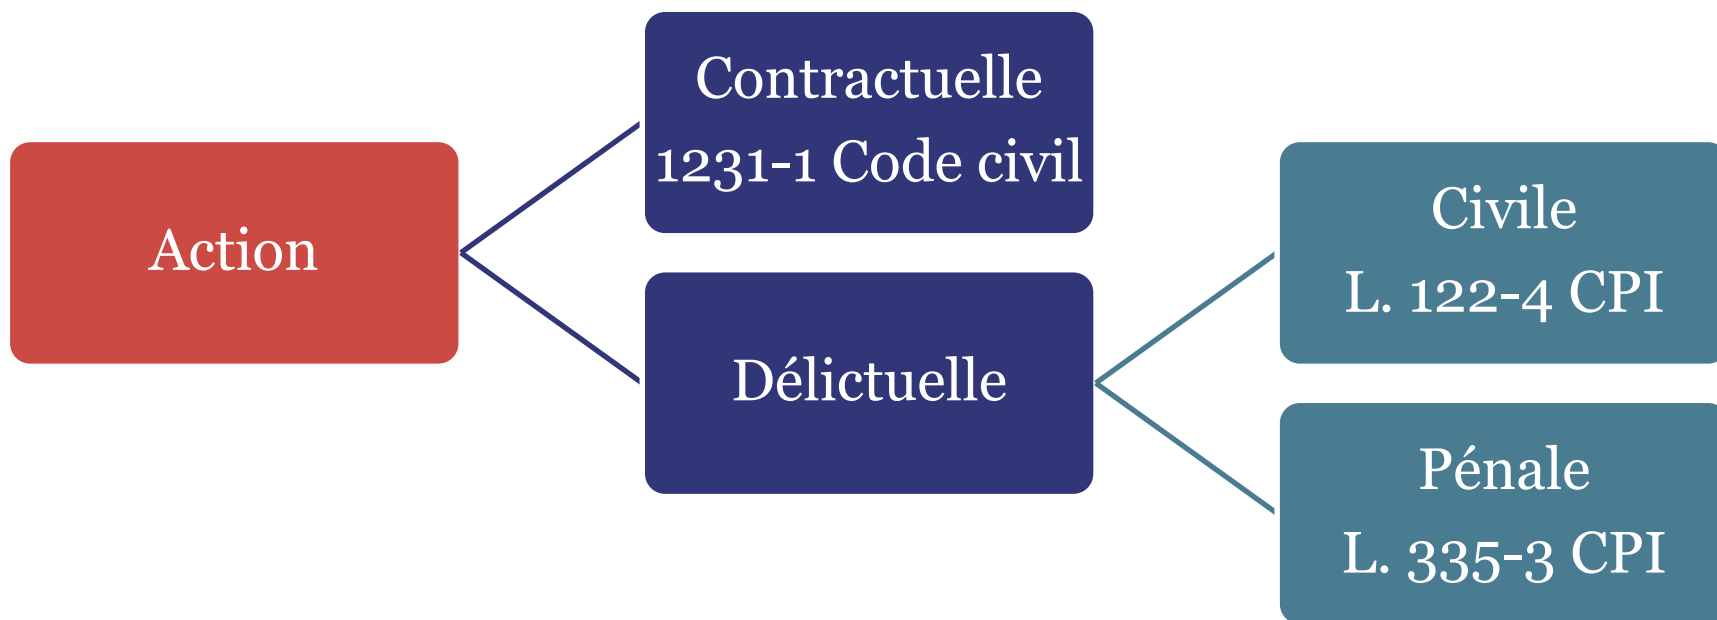 Action
Contractuelle
1231-1 Code civil
Délictuelle
Civile
L. 122-4 CPI
Pénale
L. 335-3 CPI